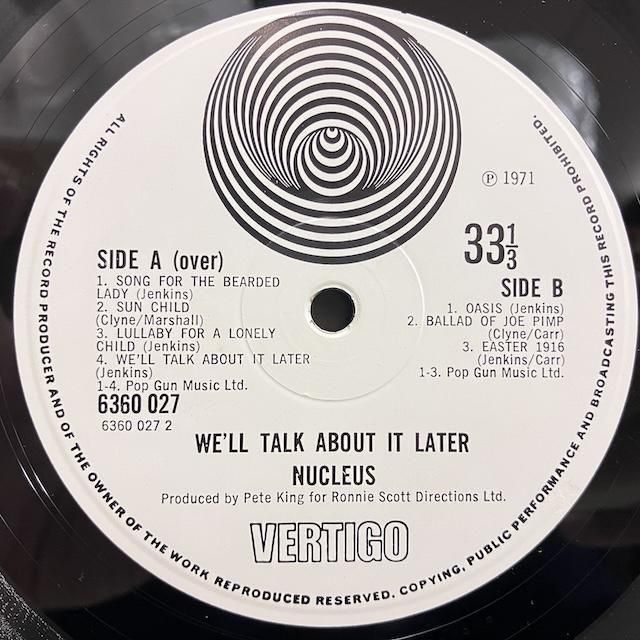 ℗ 1971
33⅓
SIDE A (over)
1. SONG FOR THE BEARDED
LADY (Jenkins)
2. SUN CHILD
(Clyne/Marshall)
3. LULLABY FOR A LONELY
CHILD (Jenkins)
4. WE'LL TALK ABOUT IT LATER
(Jenkins)
1-4. Pop Gun Music Ltd.
6360 027
6360 027 2
SIDE B
1. OASIS (Jenkins)
2. BALLAD OF JOE PIMP
(Clyne/Carr)
3. EASTER 1916
(Jenkins/Carr)
1-3. Pop Gun Music Ltd.
WE'LL TALK ABOUT IT LATER
NUCLEUS
Produced by Pete King for Ronnie Scott Directions Ltd.
VERTIGO
ALL RIGHTS OF THE RECORD PRODUCER AND OF THE OWNER OF THE WORK REPRODUCED RESERVED. COPYING, PUBLIC PERFORMANCE AND BROADCASTING THIS RECORD PROHIBITED.